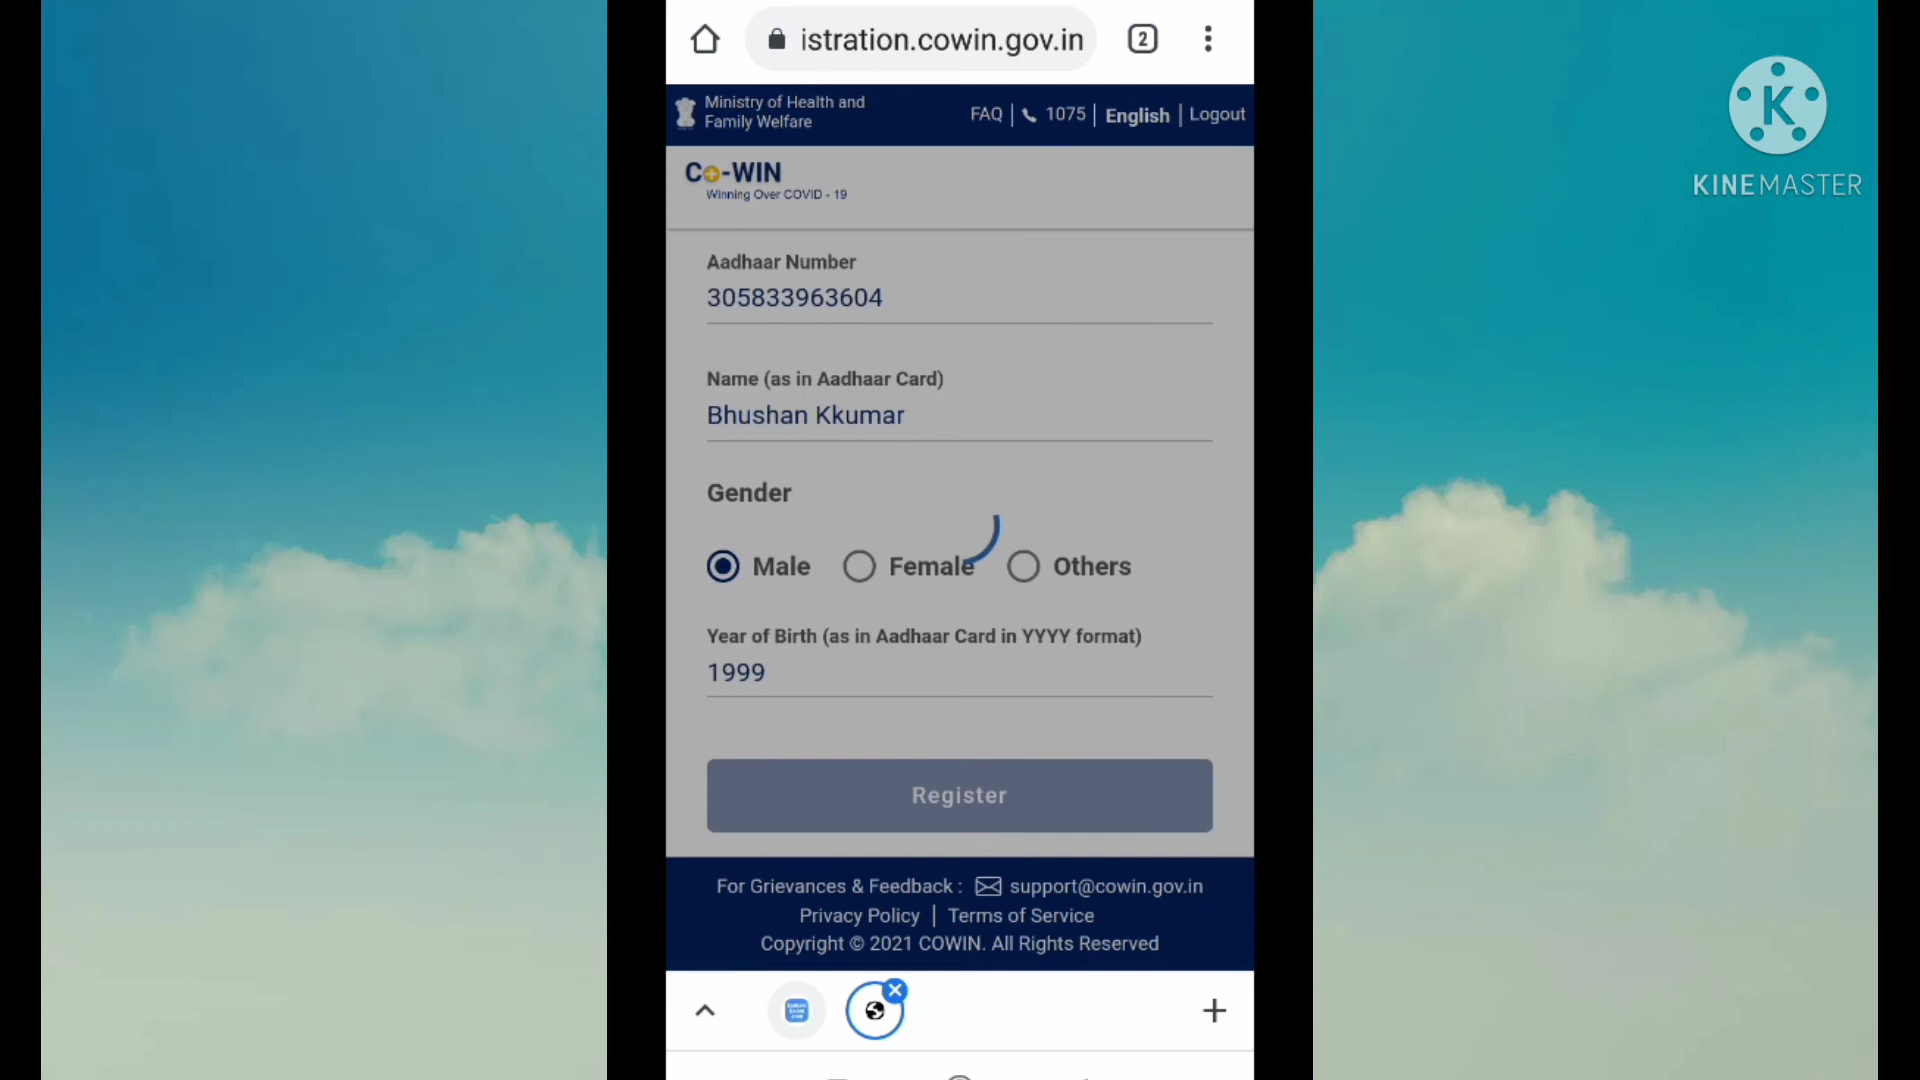 istration.cowin.gov.in
2
Ministry of Health and
Family Welfare
FAQ | 1075 | English | Logout
Co-WIN
Winning Over COVID - 19
Aadhaar Number
305833963604
Name (as in Aadhaar Card)
Bhushan Kkumar
Gender
Male Female Others
Year of Birth (as in Aadhaar Card in YYYY format)
1999
Register
For Grievances & Feedback : support@cowin.gov.in
Privacy Policy | Terms of Service
Copyright © 2021 COWIN. All Rights Reserved
K
KINEMASTER